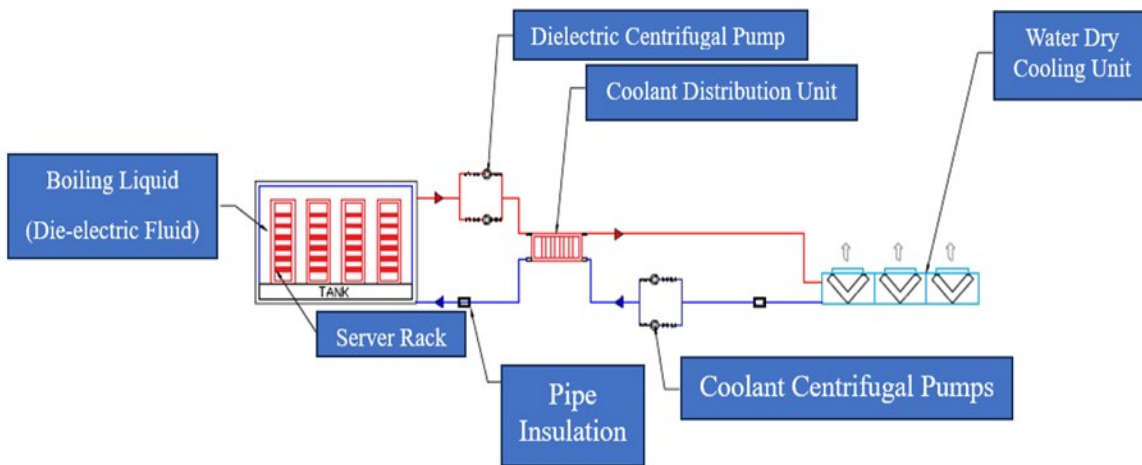 Dielectric Centrifugal Pump
Water Dry
Cooling Unit
Coolant Distribution Unit
Boiling Liquid
(Die-electric Fluid)
TANK
Server Rack
Pipe
Insulation
Coolant Centrifugal Pumps